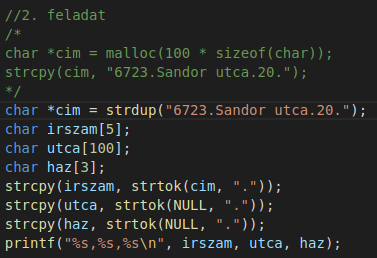 //2. feladat
/*
char *cim = malloc(100 * sizeof(char));
strcpy(cim, "6723.Sandor utca.20.");
*/
char *cim = strdup("6723.Sandor utca.20.");
char irszam[5];
char utca[100];
char haz[3];
strcpy(irszam, strtok(cim, "."));
strcpy(utca, strtok(NULL, "."));
strcpy(haz, strtok(NULL, "."));
printf("%s,%s,%s\n", irszam, utca, haz);